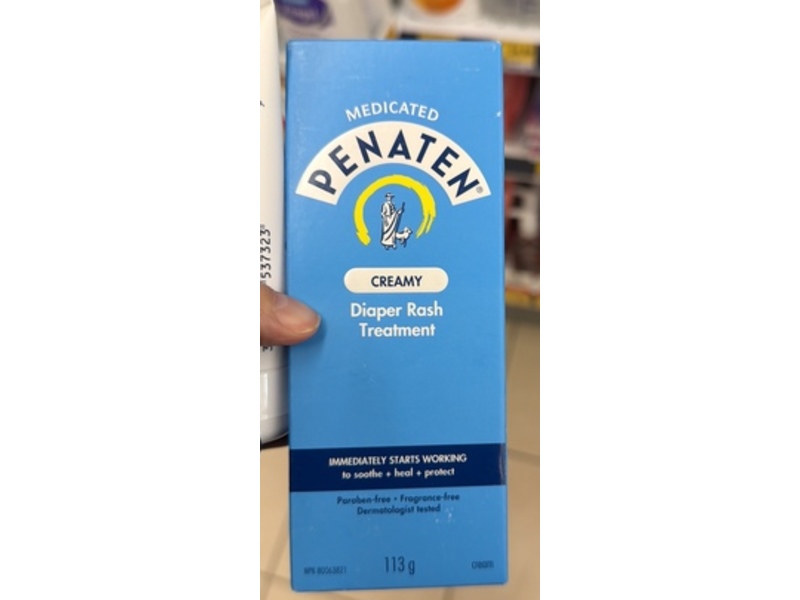 MEDICATED
PENATEN®
CREAMY
Diaper Rash
Treatment
IMMEDIATELY STARTS WORKING
to soothe + heal + protect
Paraben-free • Fragrance-free
Dermatologist tested
113 g
537323